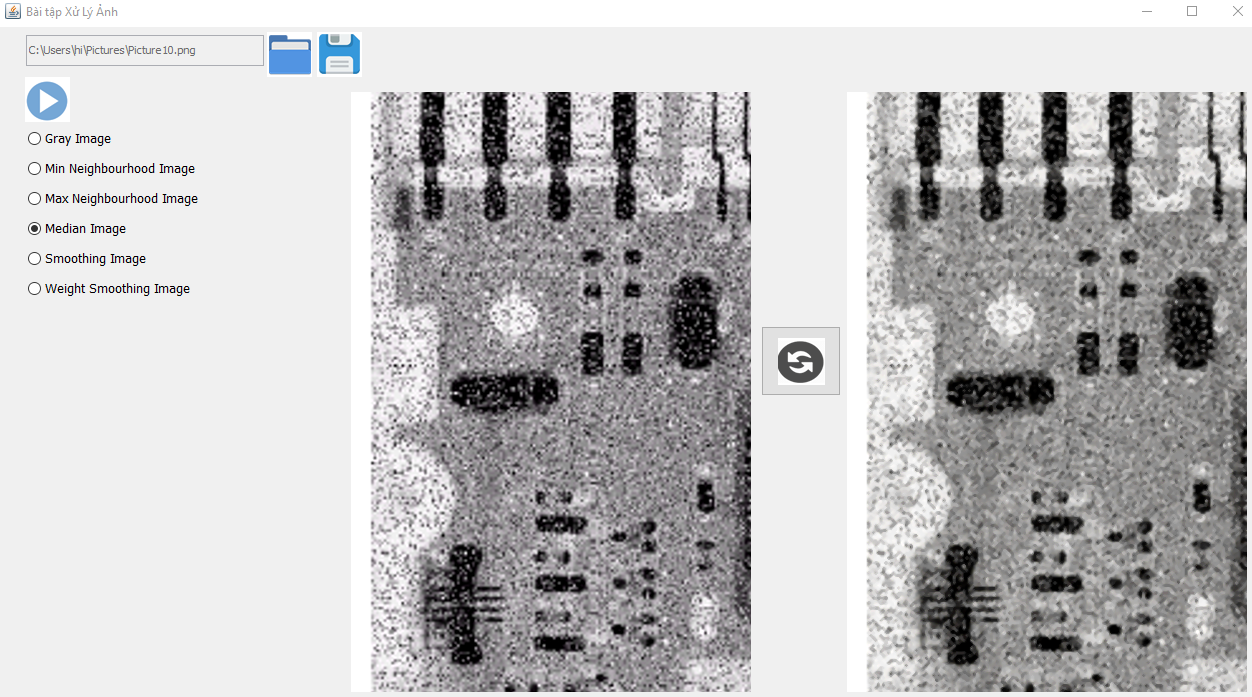 Bài tập Xử Lý Ảnh
C:\Users\hi\Pictures\Picture10.png
Gray Image
Min Neighbourhood Image
Max Neighbourhood Image
Median Image
Smoothing Image
Weight Smoothing Image